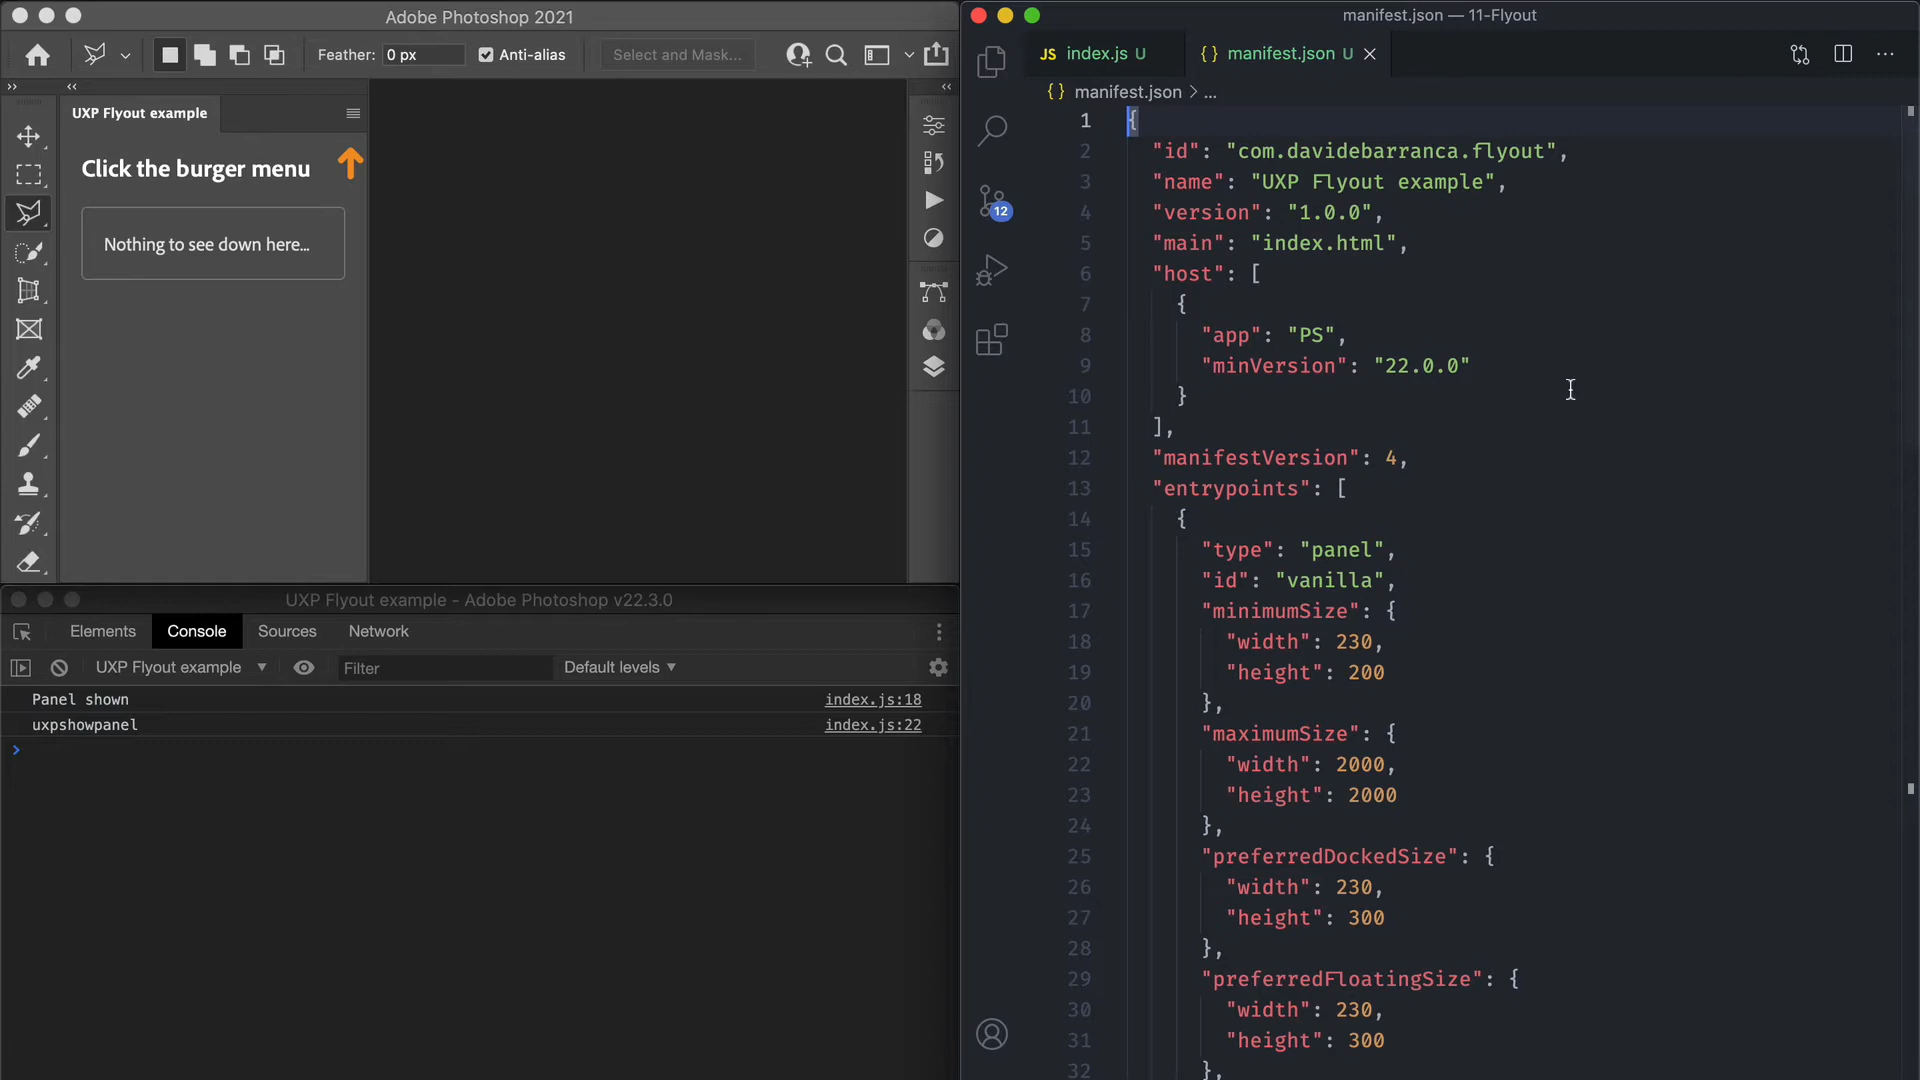 Adobe Photoshop 2021
Feather: 0 px Anti-alias Select and Mask...
UXP Flyout example
Click the burger menu
Nothing to see down here...
UXP Flyout example - Adobe Photoshop v22.3.0
Elements Console Sources Network
UXP Flyout example Filter Default levels
Panel shown index.js:18
uxpshowpanel index.js:22
>
manifest.json — 11-Flyout
JS index.js U {} manifest.json U
{} manifest.json > ...
12
1 {
2 "id": "com.davidebarranca.flyout",
3 "name": "UXP Flyout example",
4 "version": "1.0.0",
5 "main": "index.html",
6 "host": [
7 {
8 "app": "PS",
9 "minVersion": "22.0.0"
10 }
11 ],
12 "manifestVersion": 4,
13 "entrypoints": [
14 {
15 "type": "panel",
16 "id": "vanilla",
17 "minimumSize": {
18 "width": 230,
19 "height": 200
20 },
21 "maximumSize": {
22 "width": 2000,
23 "height": 2000
24 },
25 "preferredDockedSize": {
26 "width": 230,
27 "height": 300
28 },
29 "preferredFloatingSize": {
30 "width": 230,
31 "height": 300
32 },